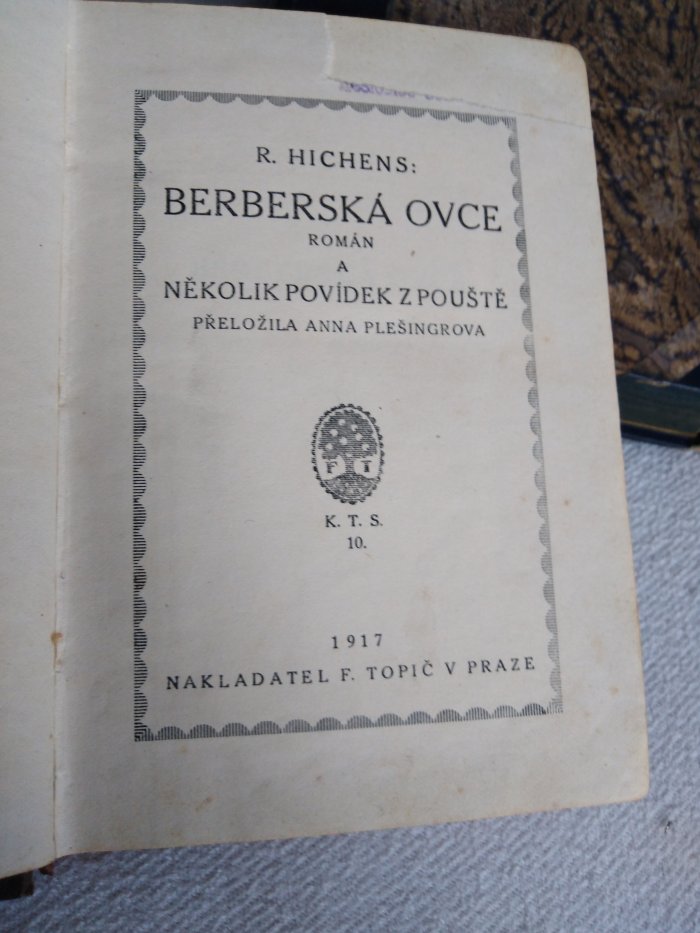 R. HICHENS:
BERBERSKÁ OVCE
ROMÁN
A
NĚKOLIK POVÍDEK Z POUŠTĚ
PŘELOŽILA ANNA PLEŠINGROVA
F T
K. T. S.
10.
1917
NAKLADATEL F. TOPIČ V PRAZE